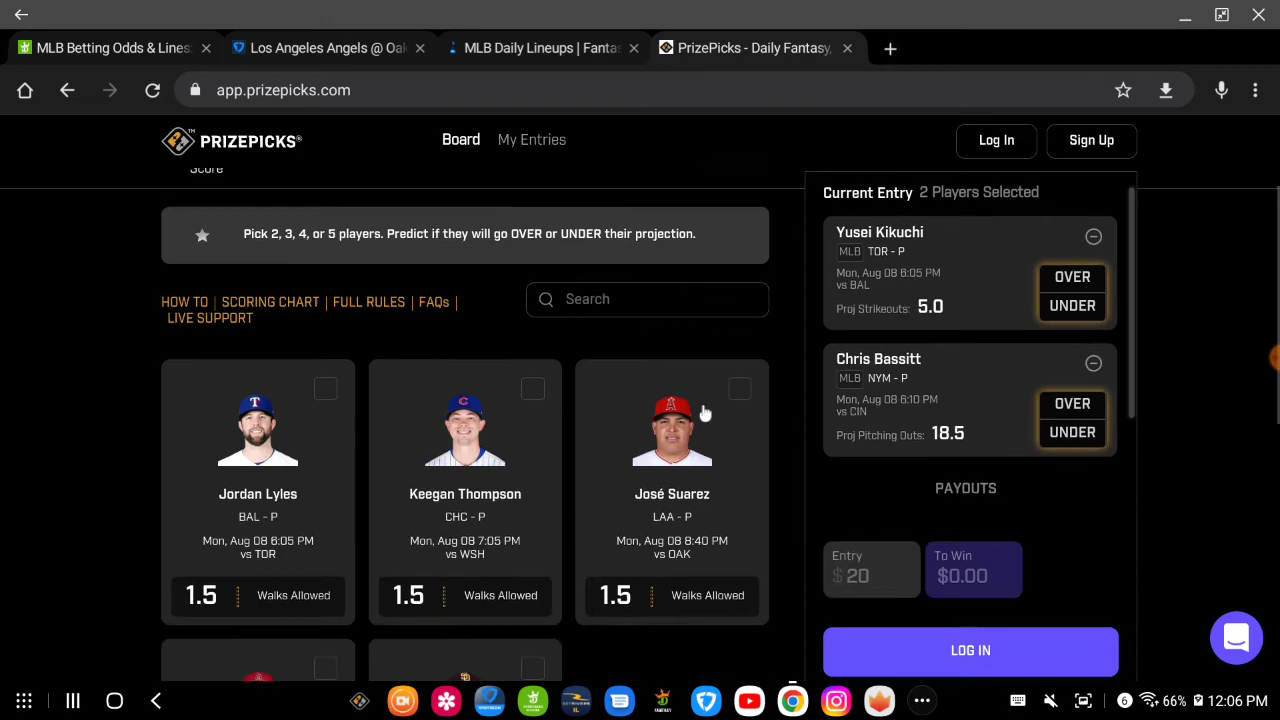 MLB Betting Odds & Lines:
Los Angeles Angels @ Oak
MLB Daily Lineups | Fanta
PrizePicks - Daily Fantasy,
app.prizepicks.com
PRIZEPICKS®
Board
My Entries
Log In
Sign Up
Score
Pick 2, 3, 4, or 5 players. Predict if they will go OVER or UNDER their projection.
HOW TO | SCORING CHART | FULL RULES | FAQs |
LIVE SUPPORT
Search
Jordan Lyles
BAL - P
Mon, Aug 08 6:05 PM
vs TOR
1.5 Walks Allowed
Keegan Thompson
CHC - P
Mon, Aug 08 7:05 PM
vs WSH
1.5 Walks Allowed
José Suarez
LAA - P
Mon, Aug 08 8:40 PM
vs OAK
1.5 Walks Allowed
Current Entry 2 Players Selected
Yusei Kikuchi
MLB TOR - P
Mon, Aug 08 6:05 PM
vs BAL
Proj Strikeouts: 5.0
OVER
UNDER
Chris Bassitt
MLB NYM - P
Mon, Aug 08 6:10 PM
vs CIN
Proj Pitching Outs: 18.5
OVER
UNDER
PAYOUTS
Entry
$ 20
To Win
$0.00
LOG IN
6
66%
12:06 PM